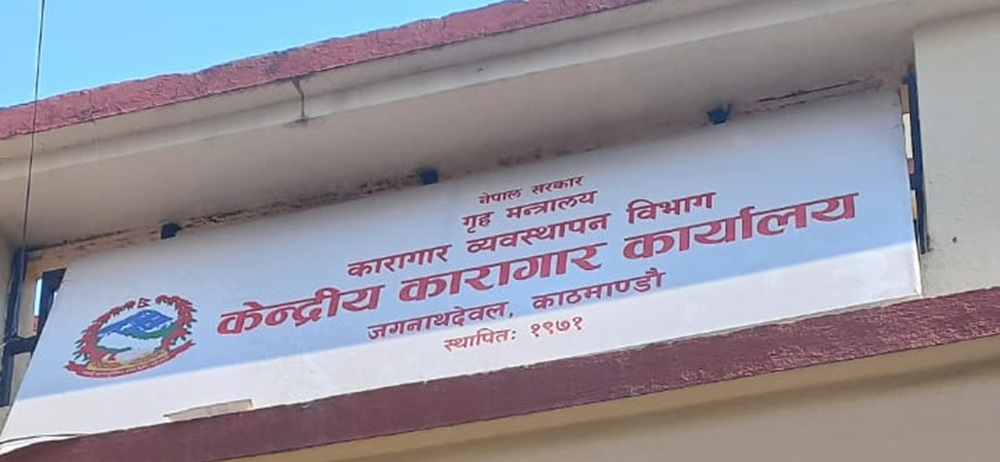 नेपाल सरकार
गृह मन्त्रालय
कारागार व्यवस्थापन विभाग
केन्द्रीय कारागार कार्यालय
जगनाथदेवल, काठमाण्डौ
स्थापितः १९७१